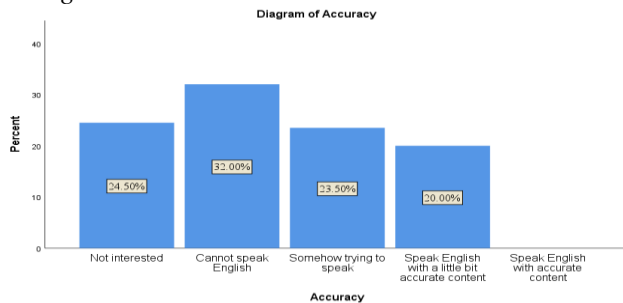 Diagram of Accuracy
40
30
20
10
0
Percent
24.50%
32.00%
23.50%
20.00%
Not interested
Cannot speak
English
Somehow trying to
speak
Speak English
with a little bit
accurate content
Speak English
with accurate
content
Accuracy